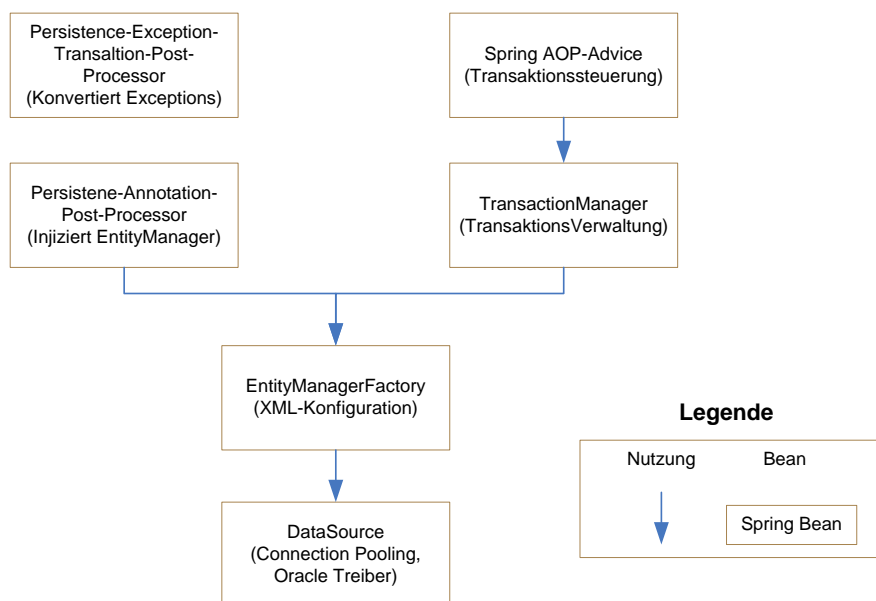 Persistence-Exception-
Transaltion-Post-
Processor
(Konvertiert Exceptions)
Spring AOP-Advice
(Transaktionssteuerung)
Persistene-Annotation-
Post-Processor
(Injiziert EntityManager)
TransactionManager
(TransaktionsVerwaltung)
EntityManagerFactory
(XML-Konfiguration)
DataSource
(Connection Pooling,
Oracle Treiber)
Legende
Nutzung
Bean
Spring Bean